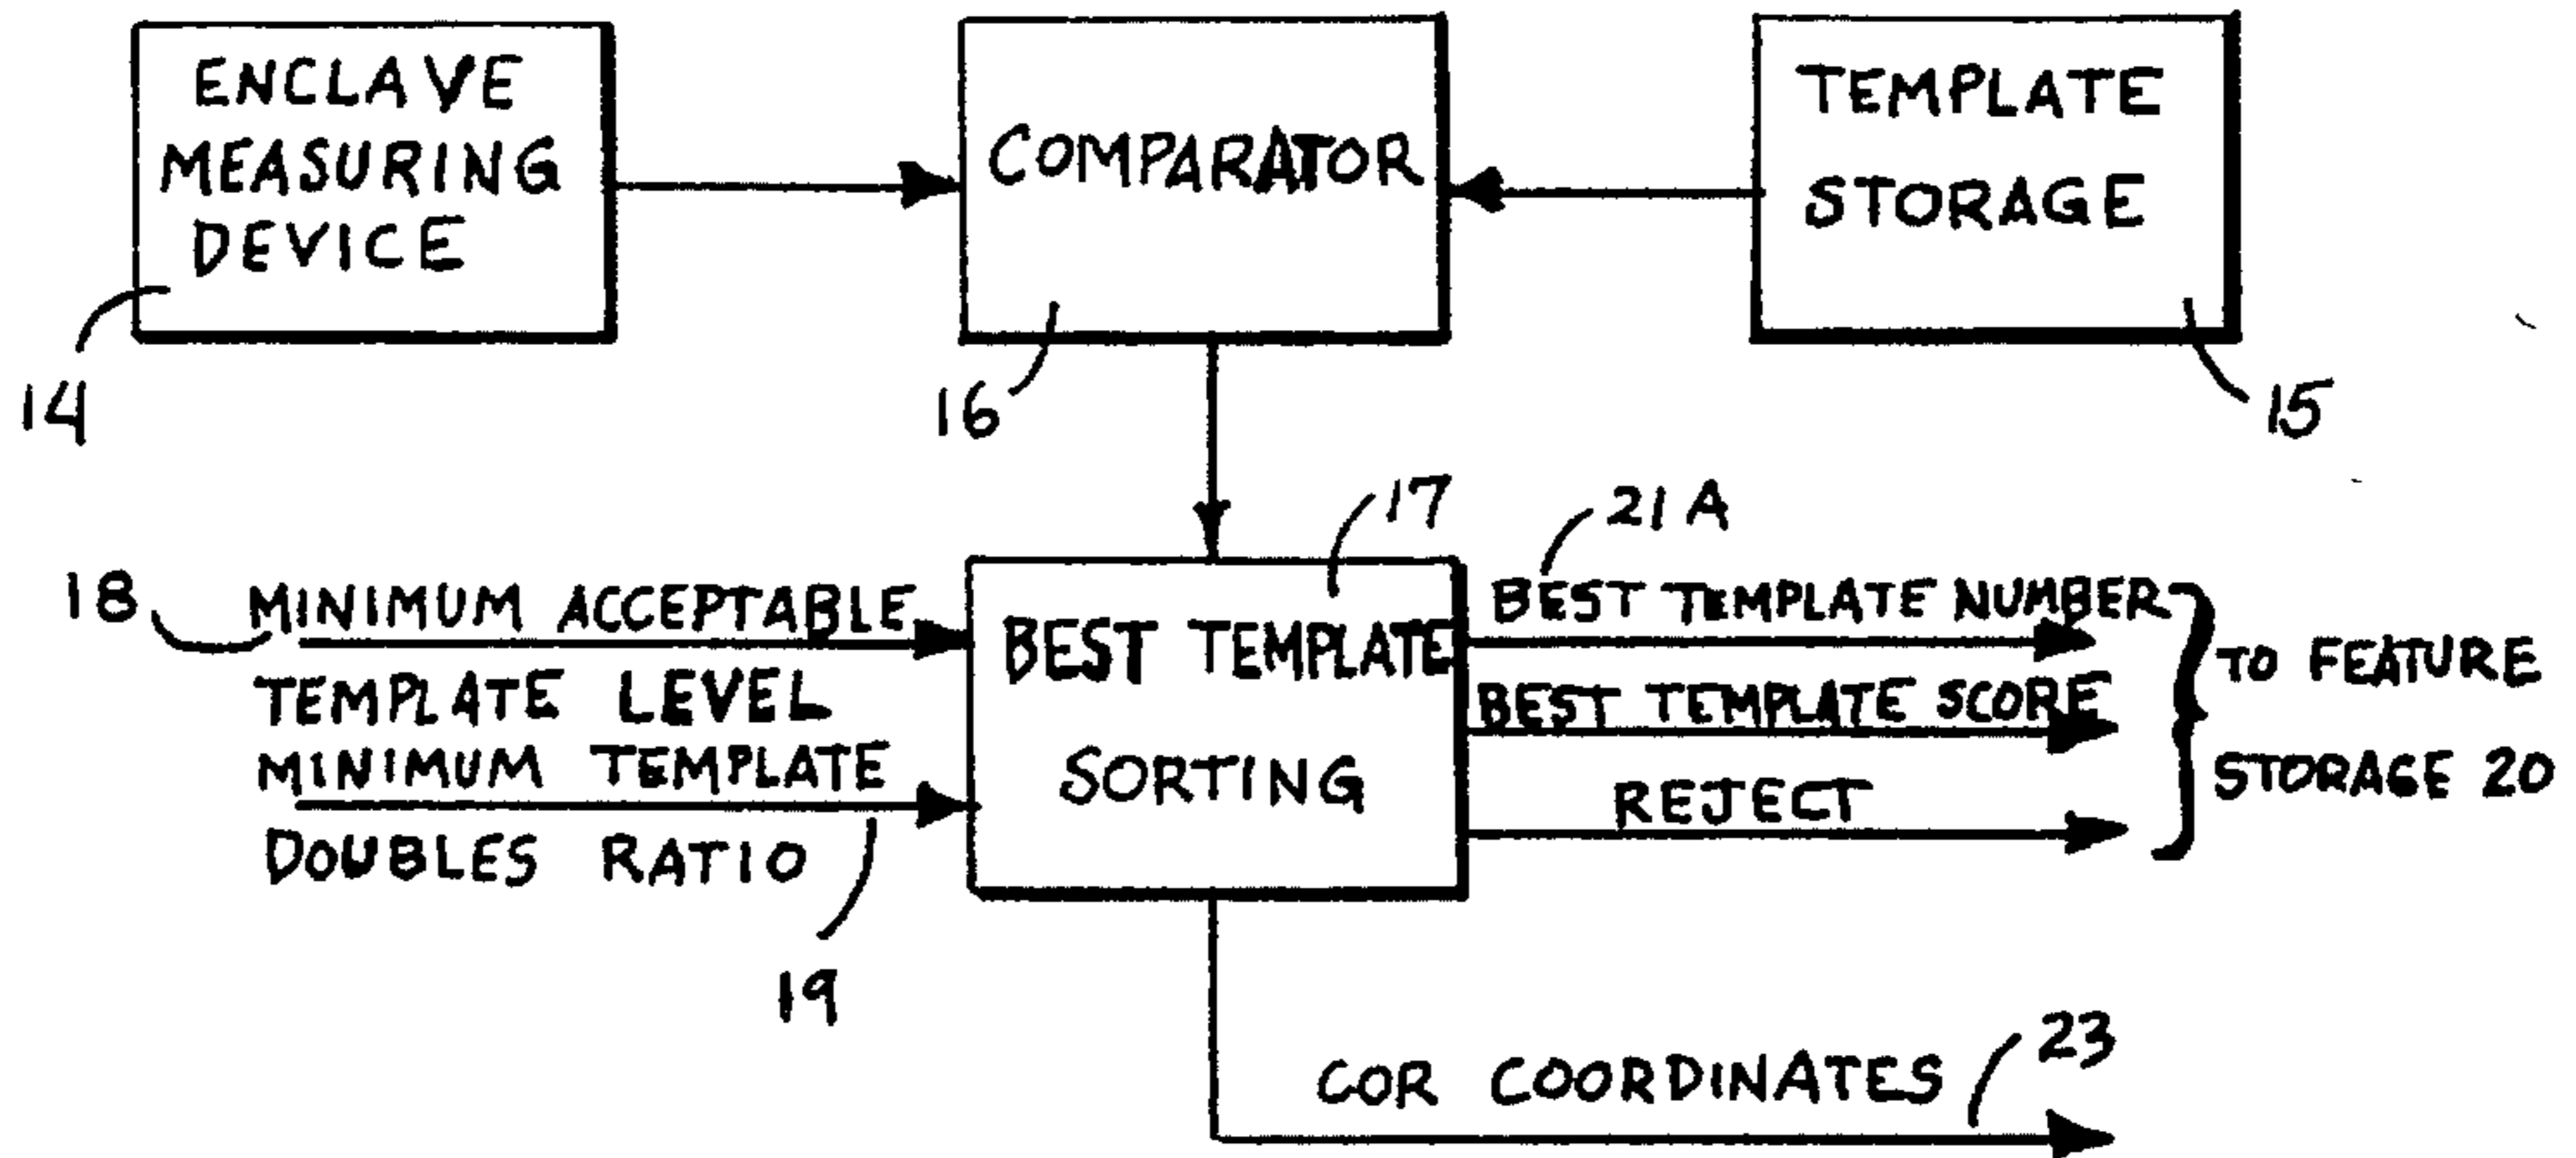 ENCLAVE
MEASURING
DEVICE
14
COMPARATOR
16
TEMPLATE
STORAGE
15
18
MINIMUM ACCEPTABLE
TEMPLATE LEVEL
MINIMUM TEMPLATE
DOUBLES RATIO
19
17
BEST TEMPLATE
SORTING
21A
BEST TEMPLATE NUMBER
BEST TEMPLATE SCORE
REJECT
TO FEATURE
STORAGE 20
COR COORDINATES
23